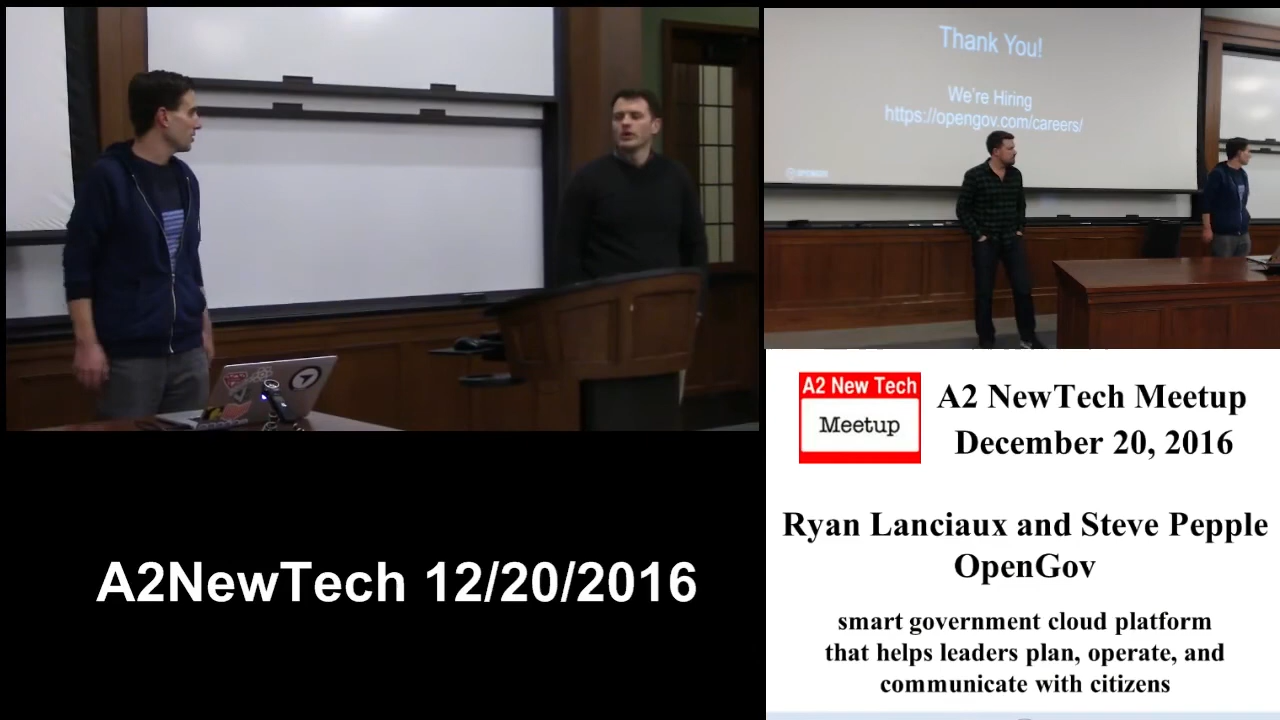 Thank You!
We're Hiring
https://opengov.com/careers/
OPENGOV
A2 New Tech
Meetup
A2 NewTech Meetup
December 20, 2016
Ryan Lanciaux and Steve Pepple
OpenGov
smart government cloud platform
that helps leaders plan, operate, and
communicate with citizens
A2NewTech 12/20/2016